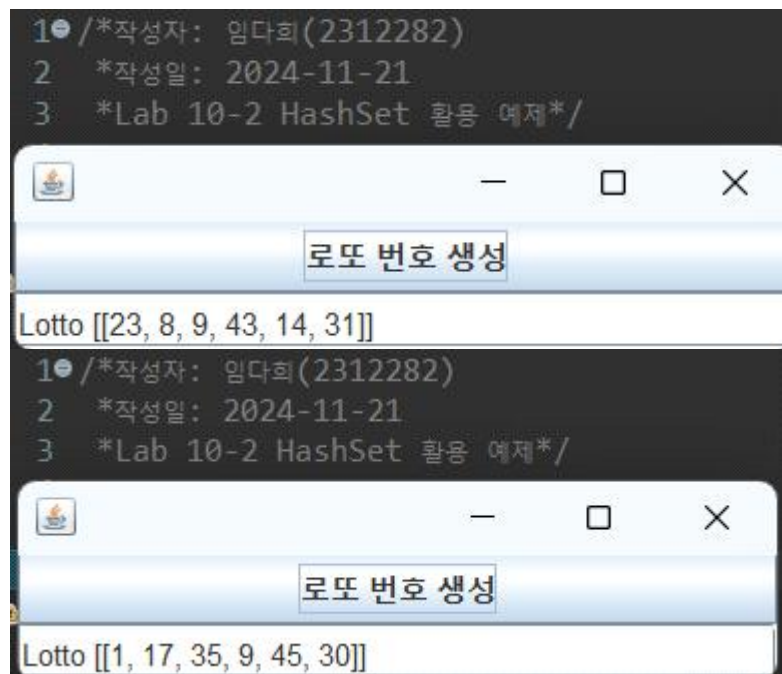 1 /*작성자: 임다희(2312282)
2 *작성일: 2024-11-21
3 *Lab 10-2 HashSet 활용 예제*/
로또 번호 생성
Lotto [[23, 8, 9, 43, 14, 31]]
1 /*작성자: 임다희(2312282)
2 *작성일: 2024-11-21
3 *Lab 10-2 HashSet 활용 예제*/
로또 번호 생성
Lotto [[1, 17, 35, 9, 45, 30]]